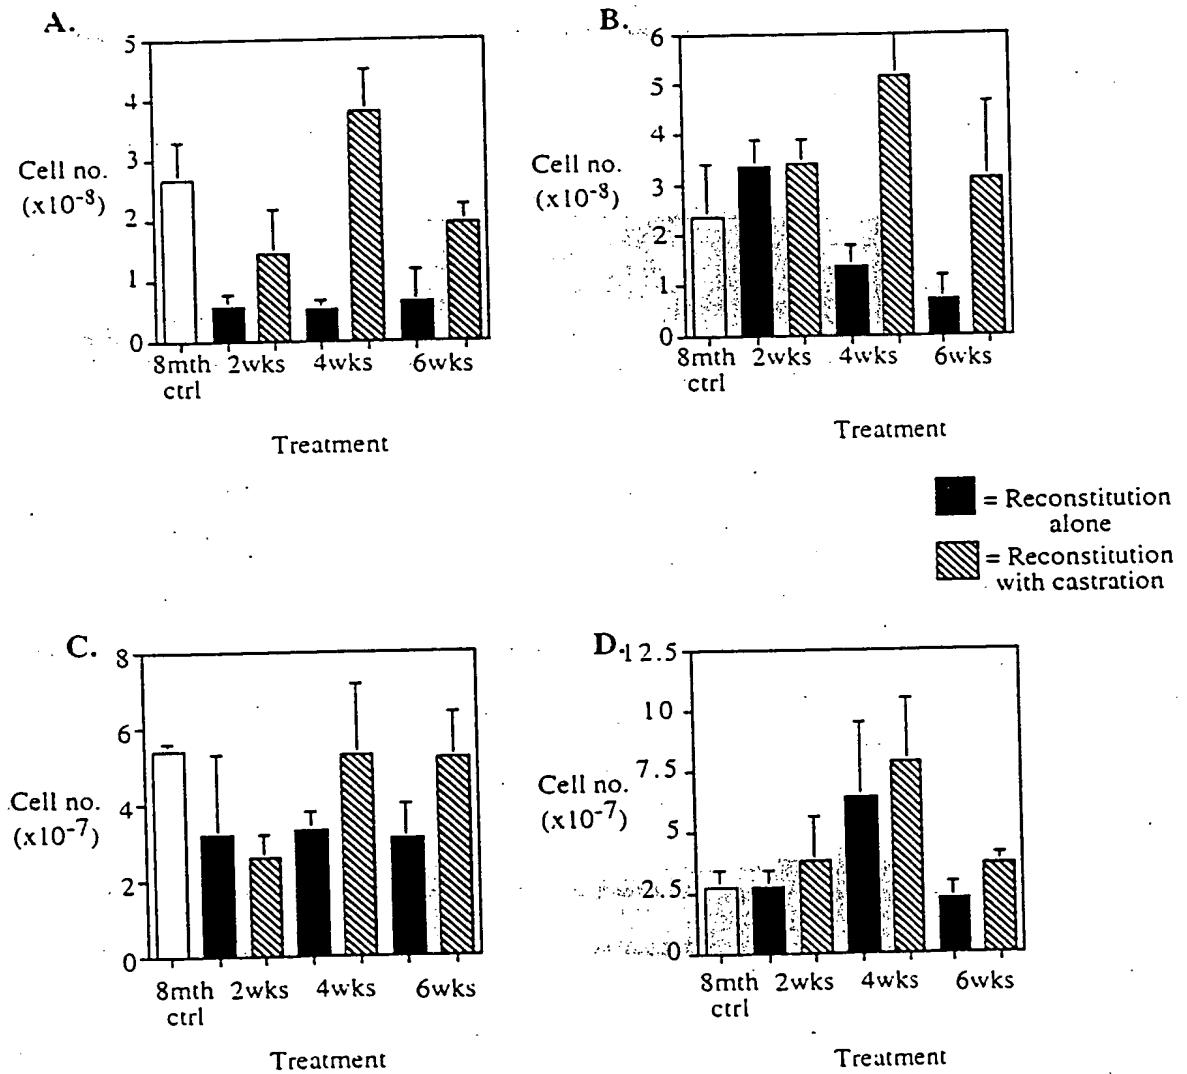 A.
5
4
3
2
1
0
Cell no.
(x10-8)
8mth 2wks 4wks 6wks
ctrl
Treatment
B.
6
5
4
3
2
1
0
Cell no.
(x10-8)
8mth 2wks 4wks 6wks
ctrl
Treatment
= Reconstitution
alone
= Reconstitution
with castration
C.
8
6
4
2
0
Cell no.
(x10-7)
8mth 2wks 4wks 6wks
ctrl
Treatment
D.
12.5
10
7.5
5
2.5
0
Cell no.
(x10-7)
8mth 2wks 4wks 6wks
ctrl
Treatment